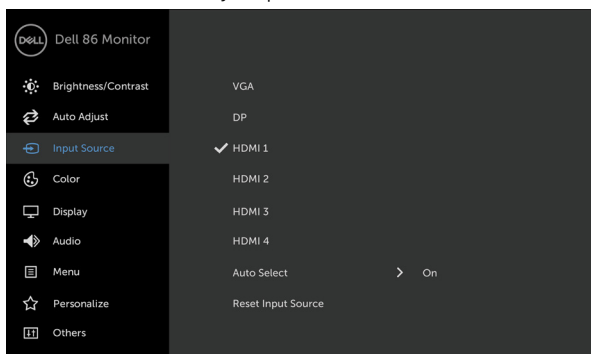 DELL Dell 86 Monitor
Brightness/Contrast
Auto Adjust
Input Source
Color
Display
Audio
Menu
Personalize
Others
VGA
DP
HDMI 1
HDMI 2
HDMI 3
HDMI 4
Auto Select > On
Reset Input Source